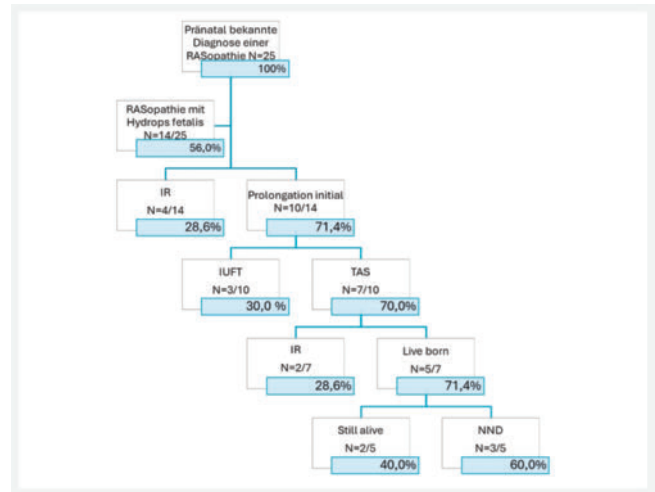 Pränatal bekannte
Diagnose einer
RASopathie N=25
100%
RASopathie mit
Hydrops fetalis
N=14/25
56,0%
IR
N=4/14
28,6%
Prolongation initial
N=10/14
71,4%
IUFT
N=3/10
30,0 %
TAS
N=7/10
70,0%
IR
N=2/7
28,6%
Live born
N=5/7
71,4%
Still alive
N=2/5
40,0%
NND
N=3/5
60,0%